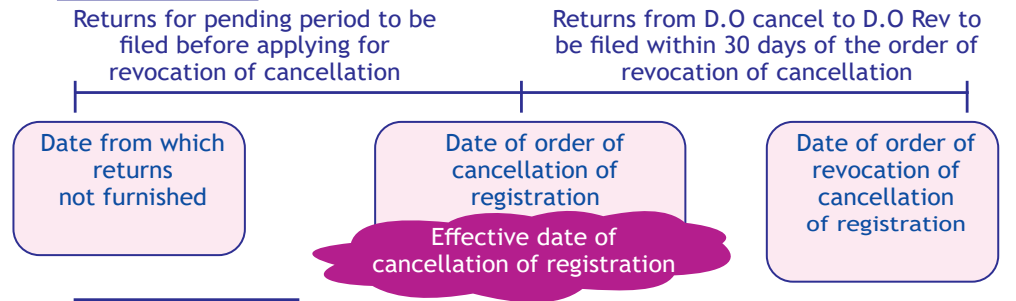 Returns for pending period to be
filed before applying for
revocation of cancellation
Returns from D.O cancel to D.O Rev to
be filed within 30 days of the order of
revocation of cancellation
Date from which
returns
not furnished
Date of order of
cancellation of
registration
Effective date of
cancellation of registration
Date of order of
revocation of
cancellation
of registration